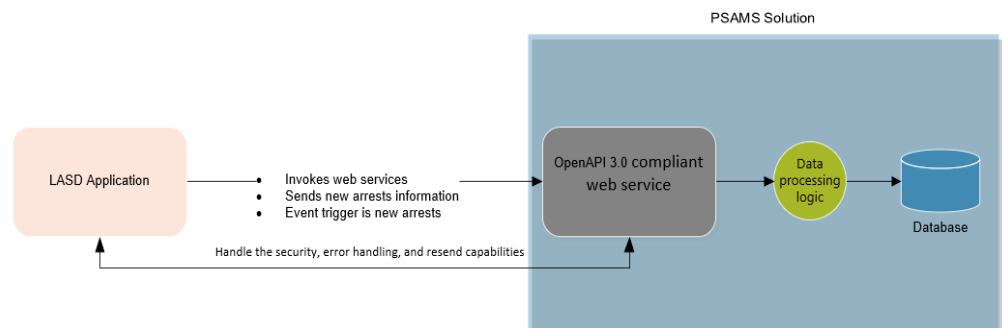 PSAMS Solution
LASD Application
• Invokes web services
• Sends new arrests information
• Event trigger is new arrests
OpenAPI 3.0 compliant
web service
Data
processing
logic
Database
Handle the security, error handling, and resend capabilities